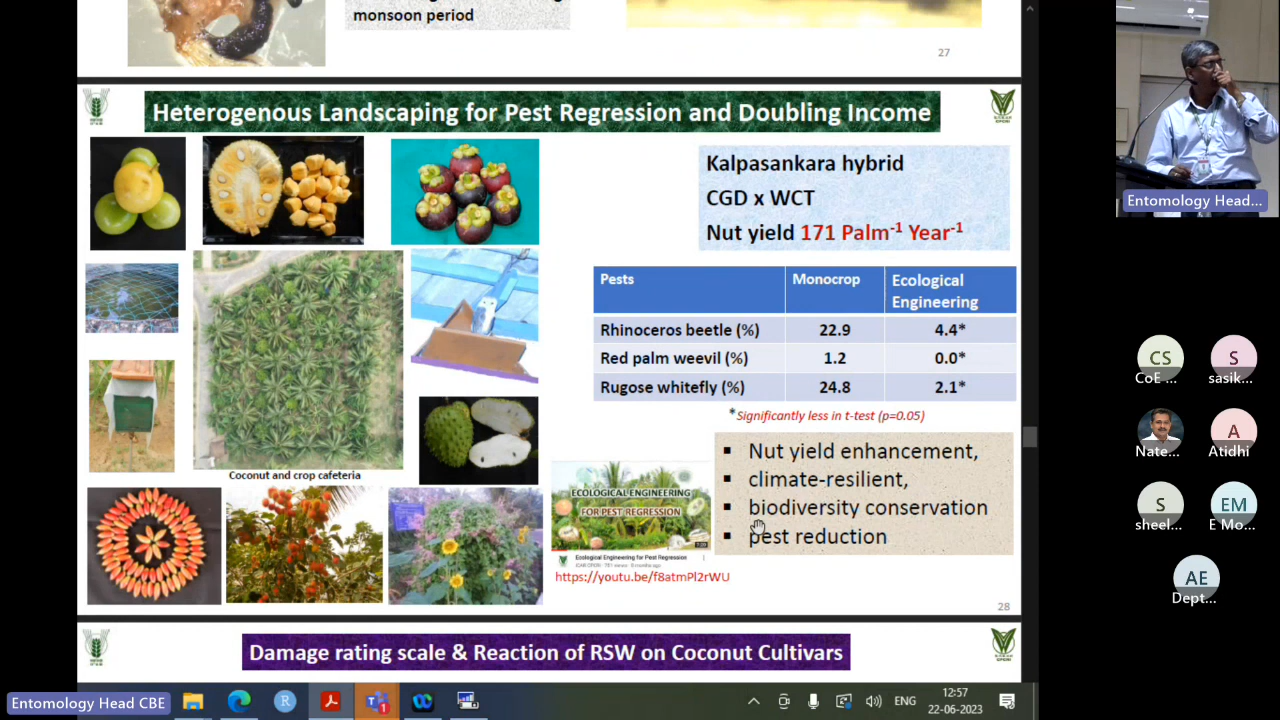 monsoon period
27
Heterogenous Landscaping for Pest Regression and Doubling Income
Kalpasankara hybrid
CGD x WCT
Nut yield 171 Palm-1 Year-1
Pests Monocrop Ecological Engineering
Rhinoceros beetle (%) 22.9 4.4*
Red palm weevil (%) 1.2 0.0*
Rugose whitefly (%) 24.8 2.1*
*Significantly less in t-test (p=0.05)
Coconut and crop cafeteria
ECOLOGICAL ENGINEERING
FOR PEST REGRESSION
Ecological Engineering for Pest Regression
https://youtu.be/f8atmPl2rWU
▪ Nut yield enhancement,
▪ climate-resilient,
▪ biodiversity conservation
▪ pest reduction
28
Damage rating scale & Reaction of RSW on Coconut Cultivars
Entomology Head...
CS
CoE ...
S
sasik...
Nate...
A
Atidhi
S
sheel...
EM
E Mo...
AE
Dept...
Entomology Head CBE
R
1
ENG
12:57
22-06-2023